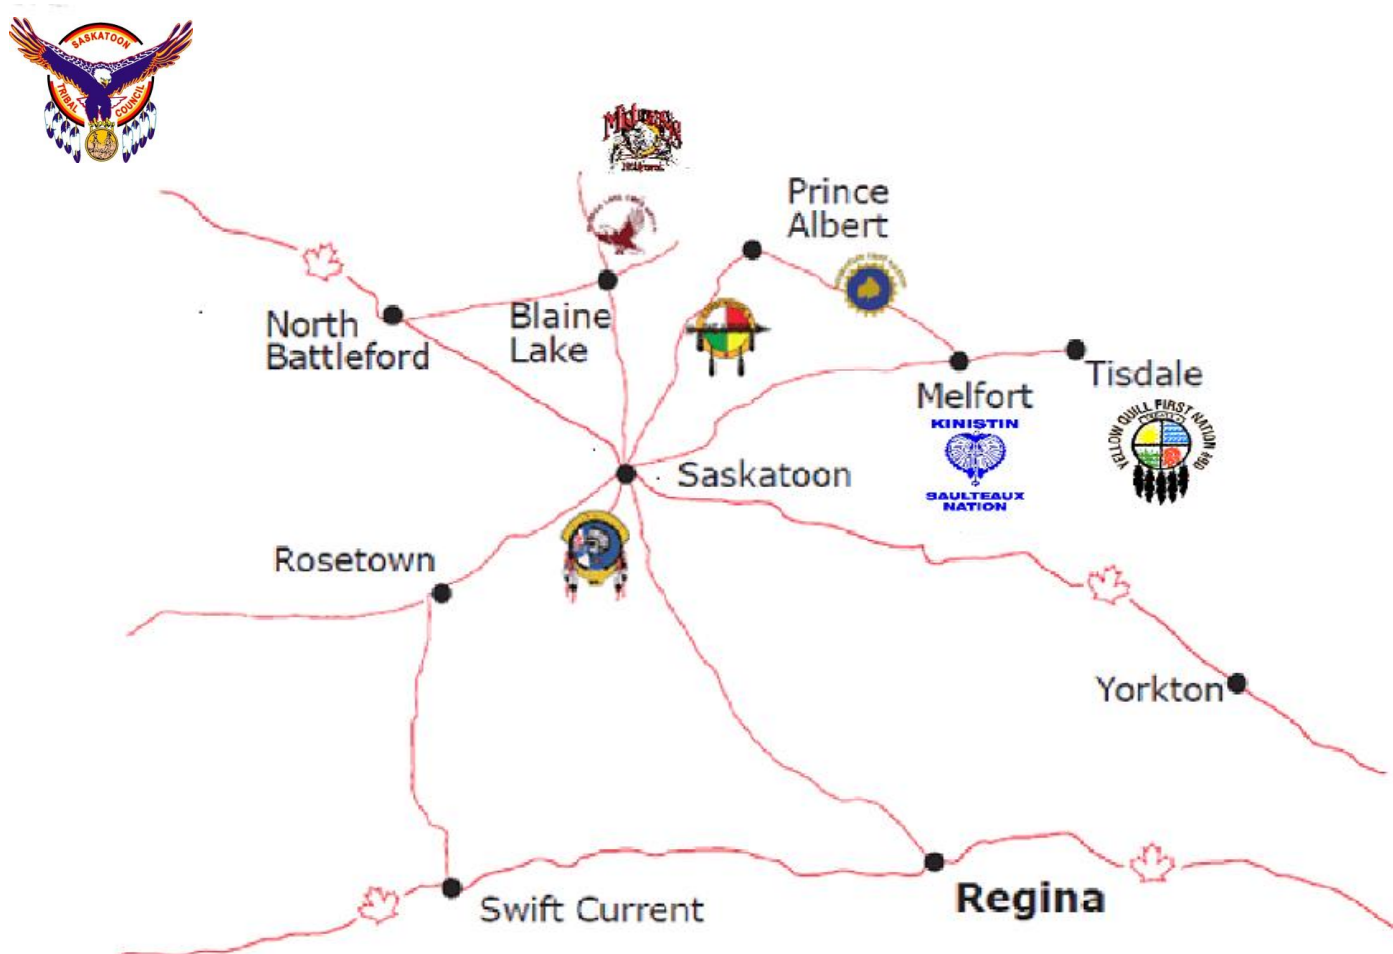 SASKATOON
TRIBAL COUNCIL
Prince
Albert
North
Battleford
Blaine
Lake
Tisdale
Melfort
YELLOW QUILL FIRST NATION #90
KINISTIN
SAULTEAUX
NATION
Saskatoon
Rosetown
Yorkton
Swift Current
Regina